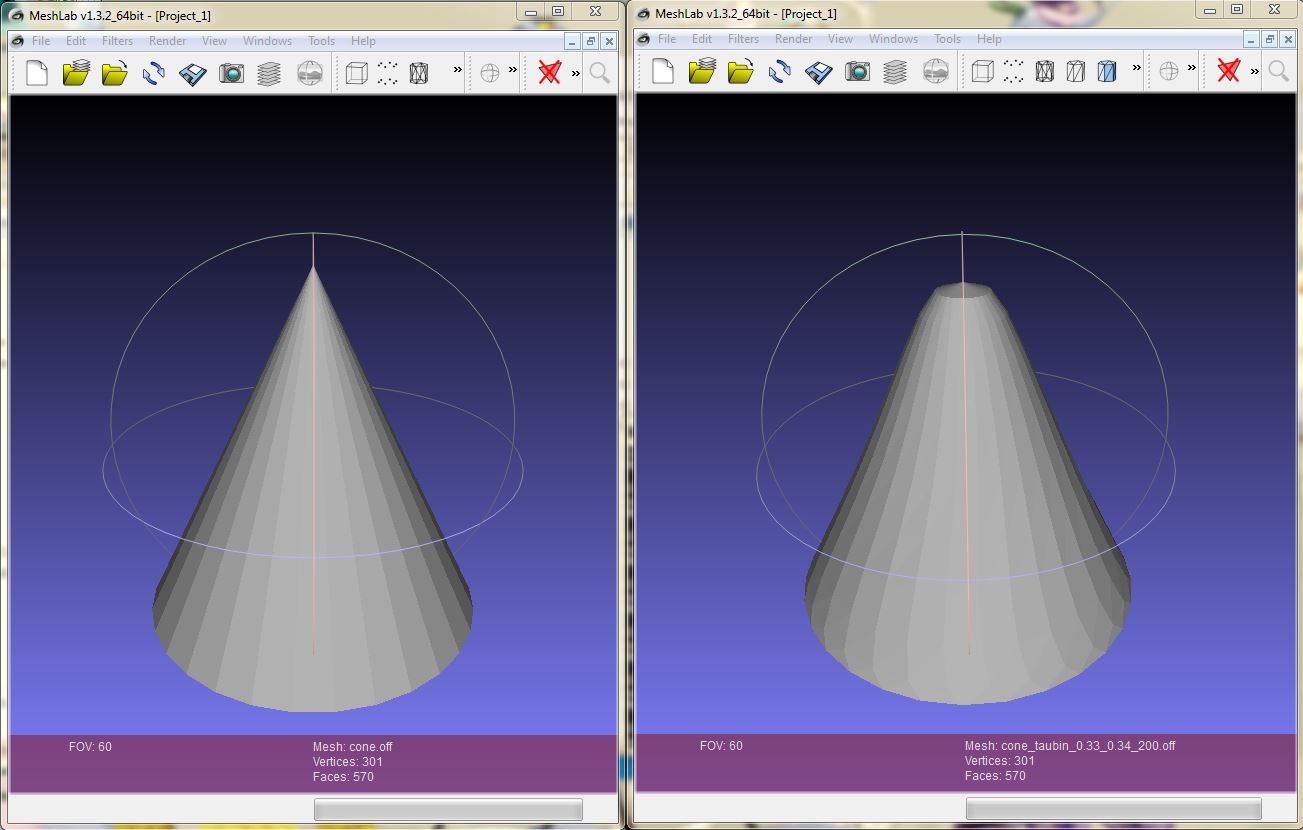 MeshLab v1.3.2_64bit - [Project_1]
File Edit Filters Render View Windows Tools Help
FOV: 60
Mesh: cone.off
Vertices: 301
Faces: 570
MeshLab v1.3.2_64bit - [Project_1]
File Edit Filters Render View Windows Tools Help
FOV: 60
Mesh: cone_taubin_0.33_0.34_200.off
Vertices: 301
Faces: 570